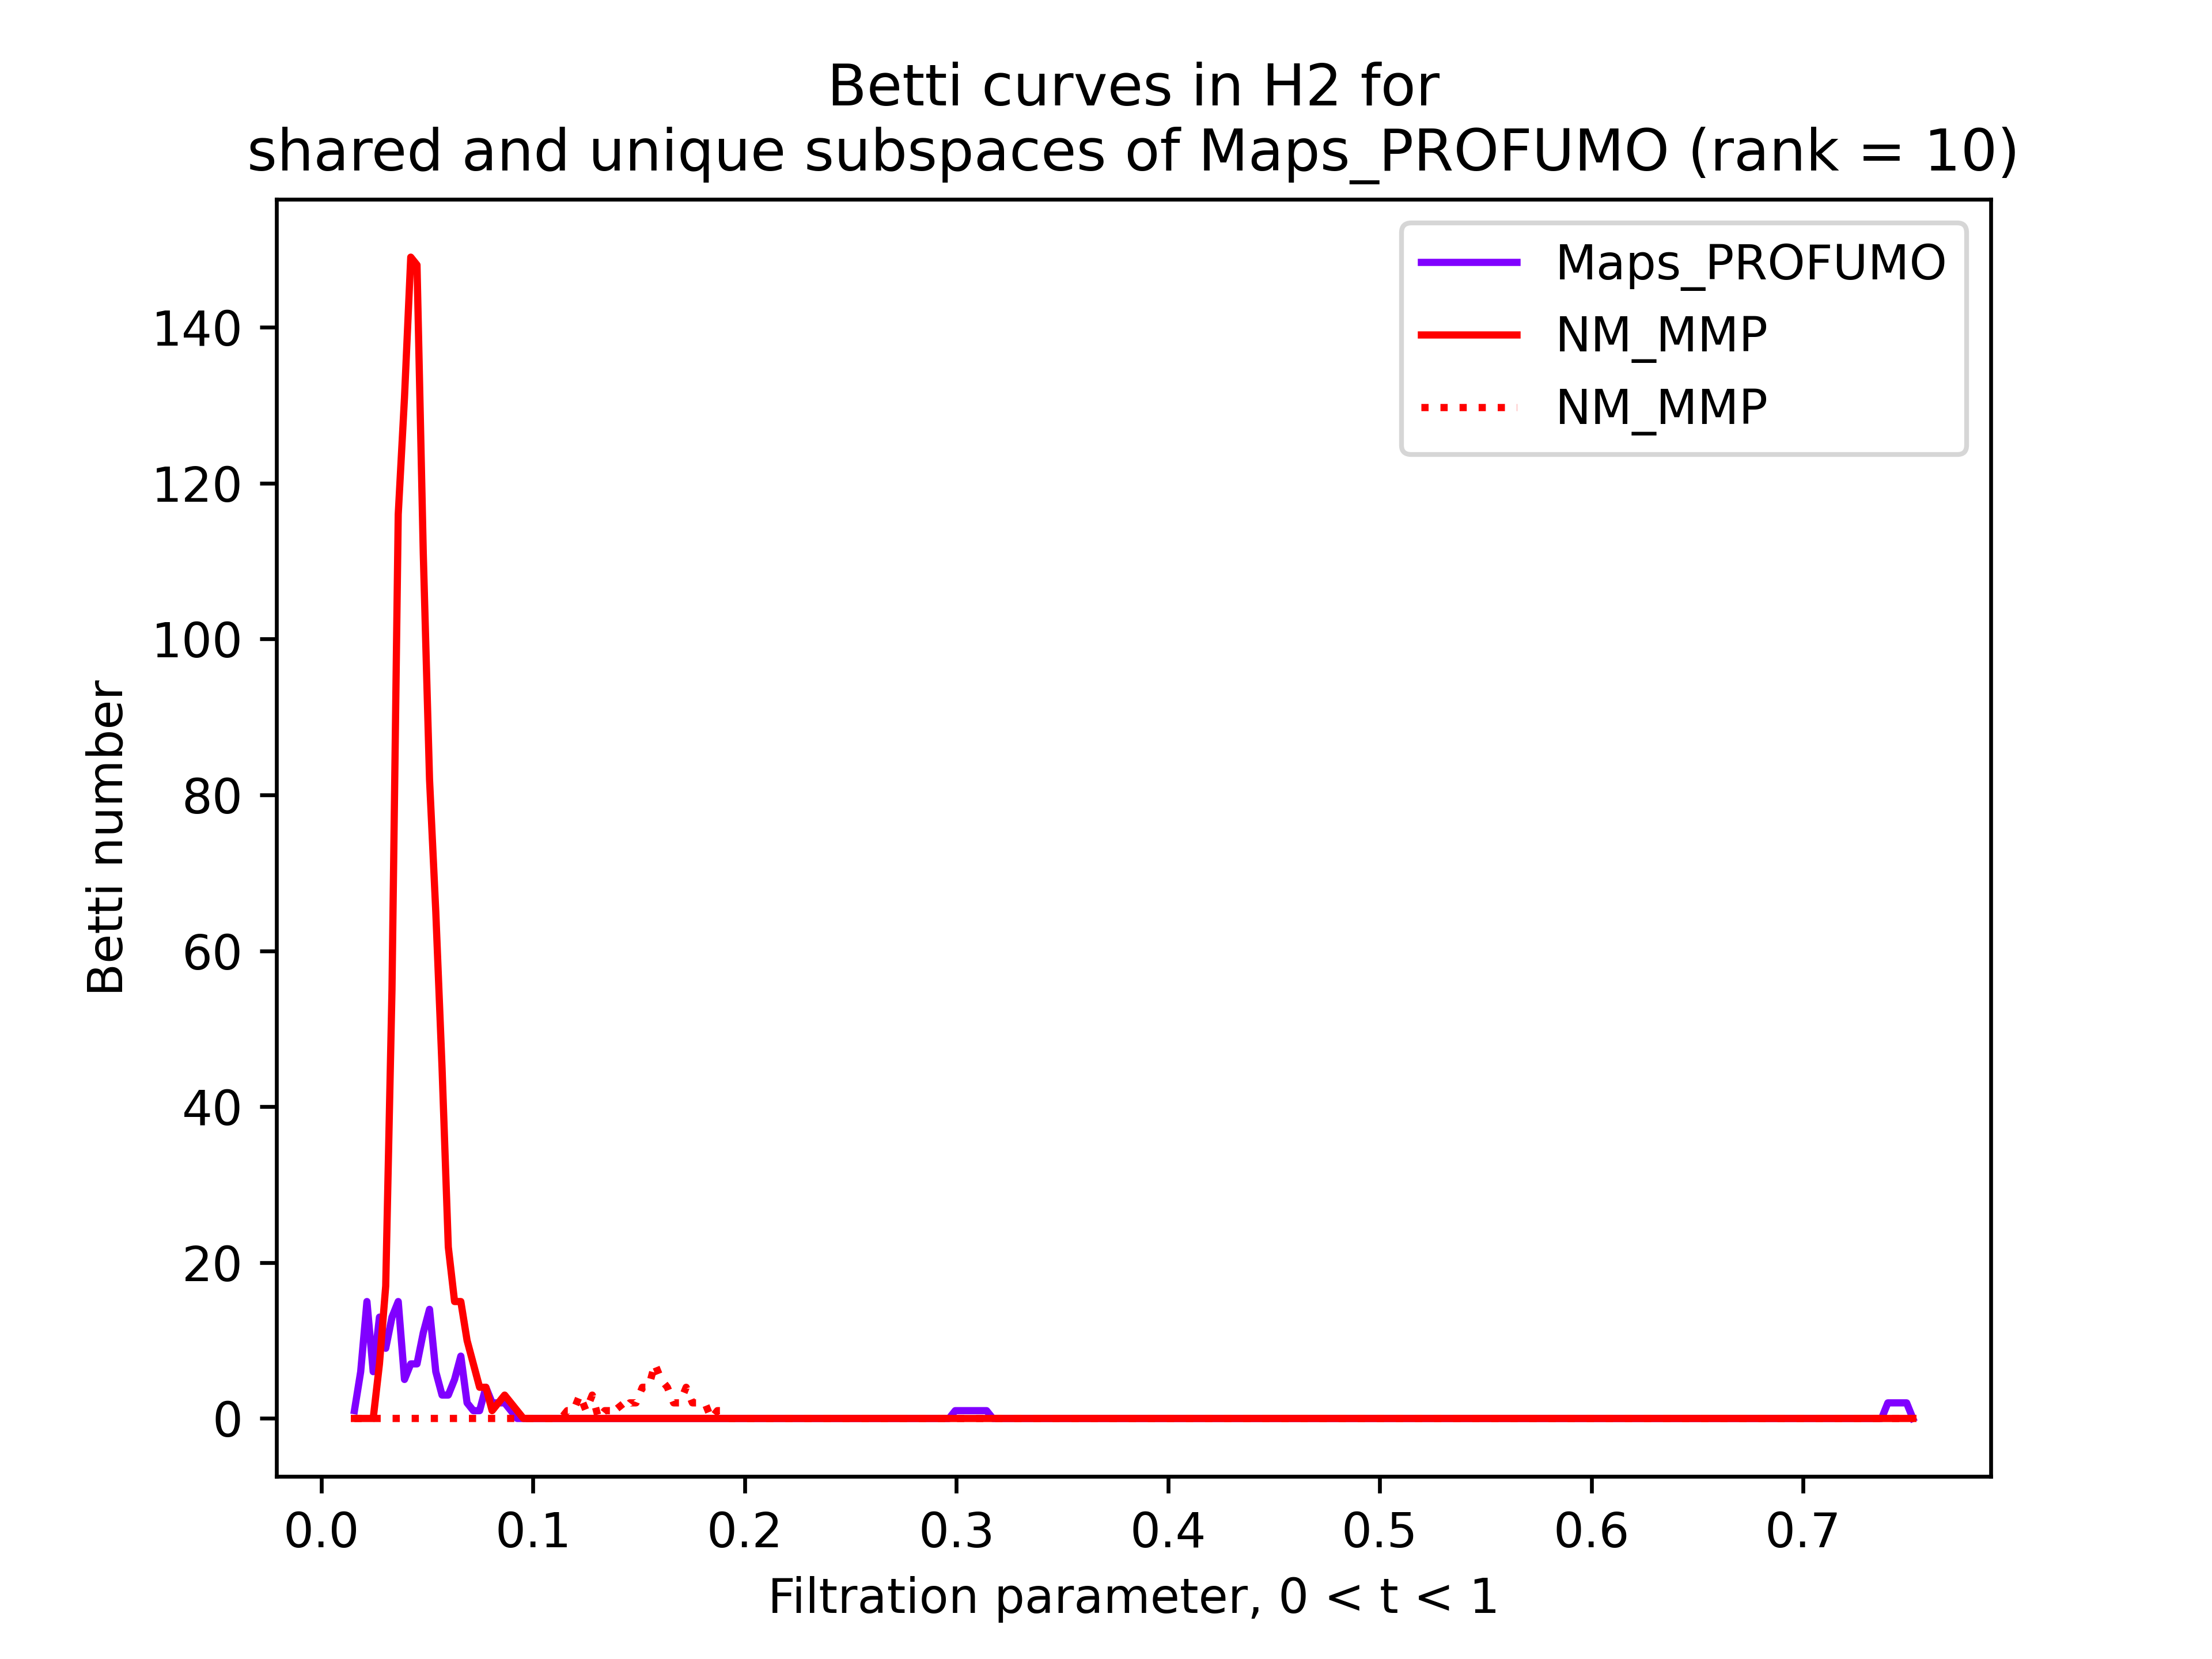 Betti curves in H2 for
shared and unique subspaces of Maps_PROFUMO (rank = 10)
Maps_PROFUMO
NM_MMP
NM_MMP
Betti number
140
120
100
80
60
40
20
0
0.0 0.1 0.2 0.3 0.4 0.5 0.6 0.7
Filtration parameter, 0 < t < 1